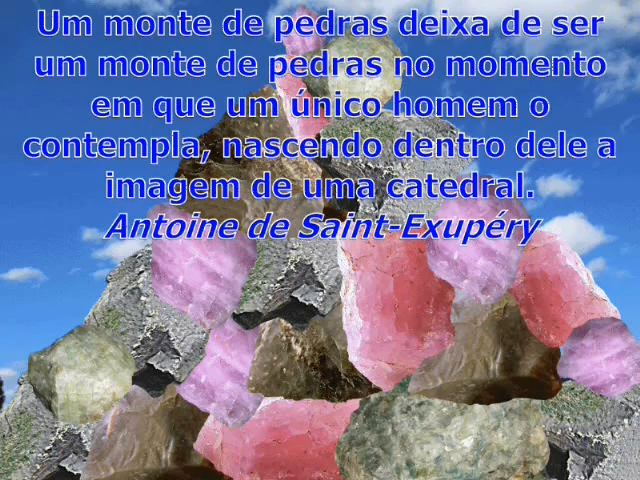 Um monte de pedras deixa de ser
um monte de pedras no momento
em que um único homem o
contempla, nascendo dentro dele a
imagem de uma catedral.
Antoine de Saint-Exupéry